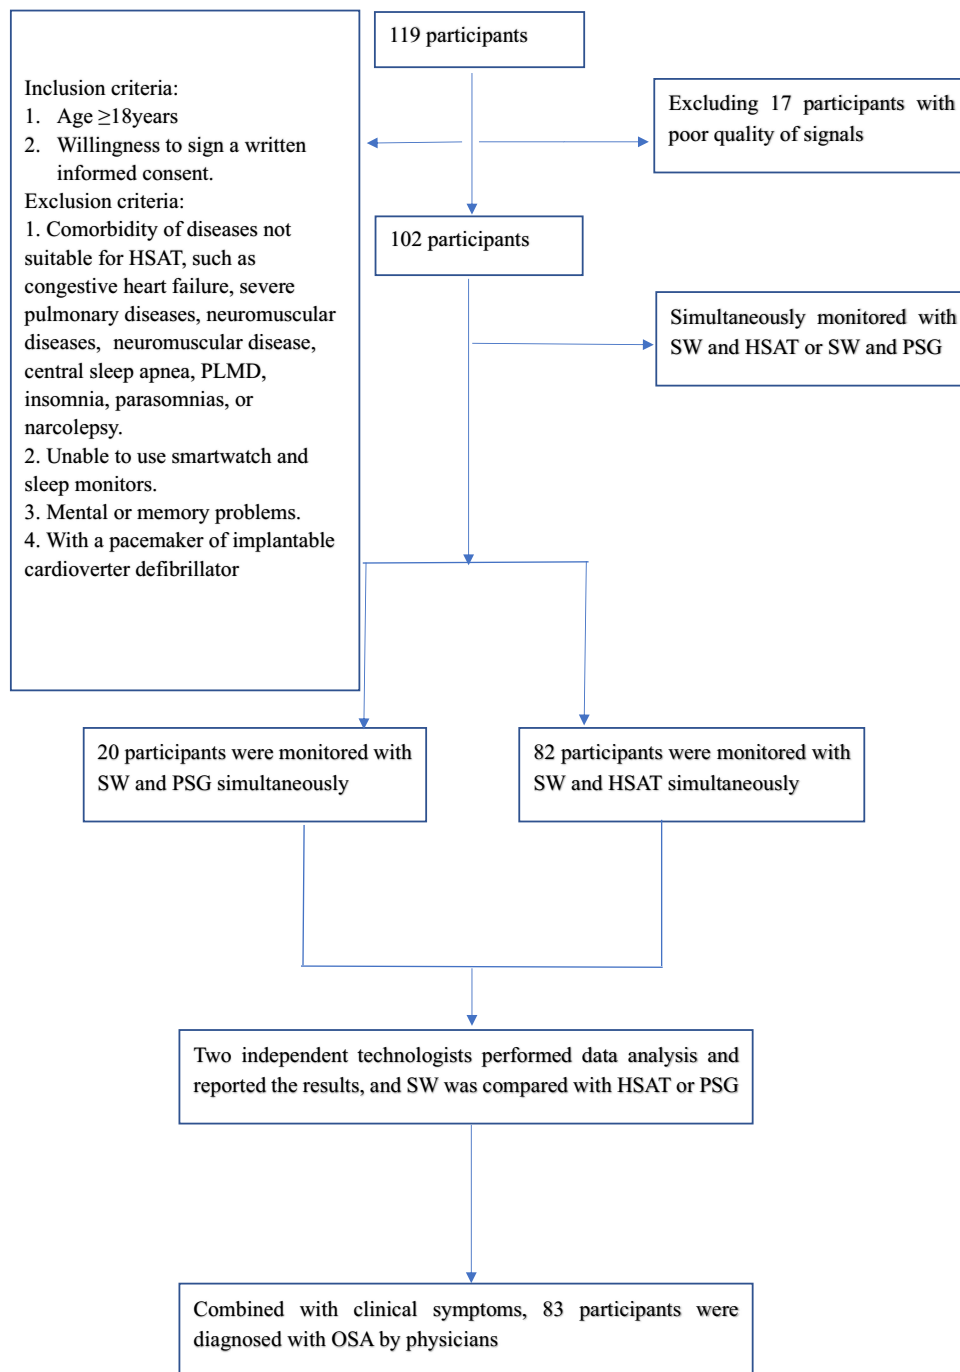 119 participants
Inclusion criteria:
1. Age ≥18years
2. Willingness to sign a written
informed consent.
Exclusion criteria:
1. Comorbidity of diseases not
suitable for HSAT, such as
congestive heart failure, severe
pulmonary diseases, neuromuscular
diseases, neuromuscular disease,
central sleep apnea, PLMD,
insomnia, parasomnias, or
narcolepsy.
2. Unable to use smartwatch and
sleep monitors.
3. Mental or memory problems.
4. With a pacemaker of implantable
cardioverter defibrillator
Excluding 17 participants with
poor quality of signals
102 participants
Simultaneously monitored with
SW and HSAT or SW and PSG
20 participants were monitored with
SW and PSG simultaneously
82 participants were monitored with
SW and HSAT simultaneously
Two independent technologists performed data analysis and
reported the results, and SW was compared with HSAT or PSG
Combined with clinical symptoms, 83 participants were
diagnosed with OSA by physicians